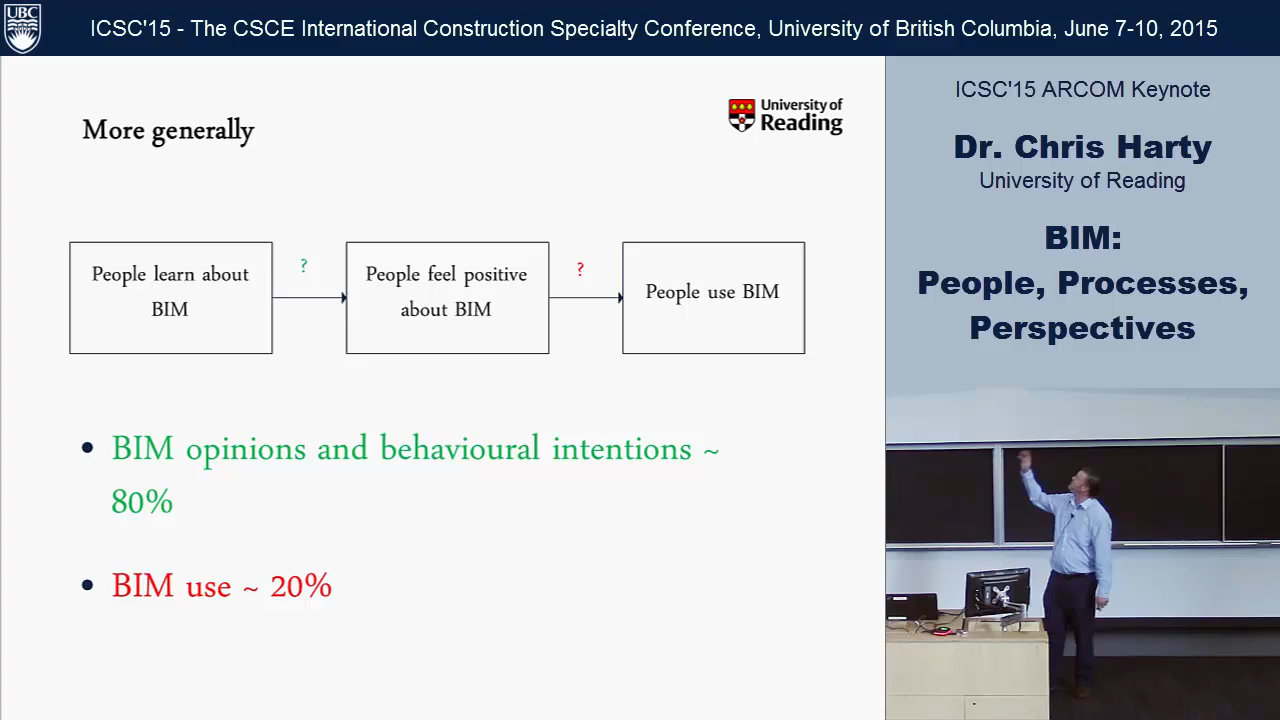 UBC
ICSC'15 - The CSCE International Construction Specialty Conference, University of British Columbia, June 7-10, 2015
More generally
University of
Reading
People learn about
BIM
?
People feel positive
about BIM
?
People use BIM
• BIM opinions and behavioural intentions ~
80%
• BIM use ~ 20%
ICSC'15 ARCOM Keynote
Dr. Chris Harty
University of Reading
BIM:
People, Processes,
Perspectives